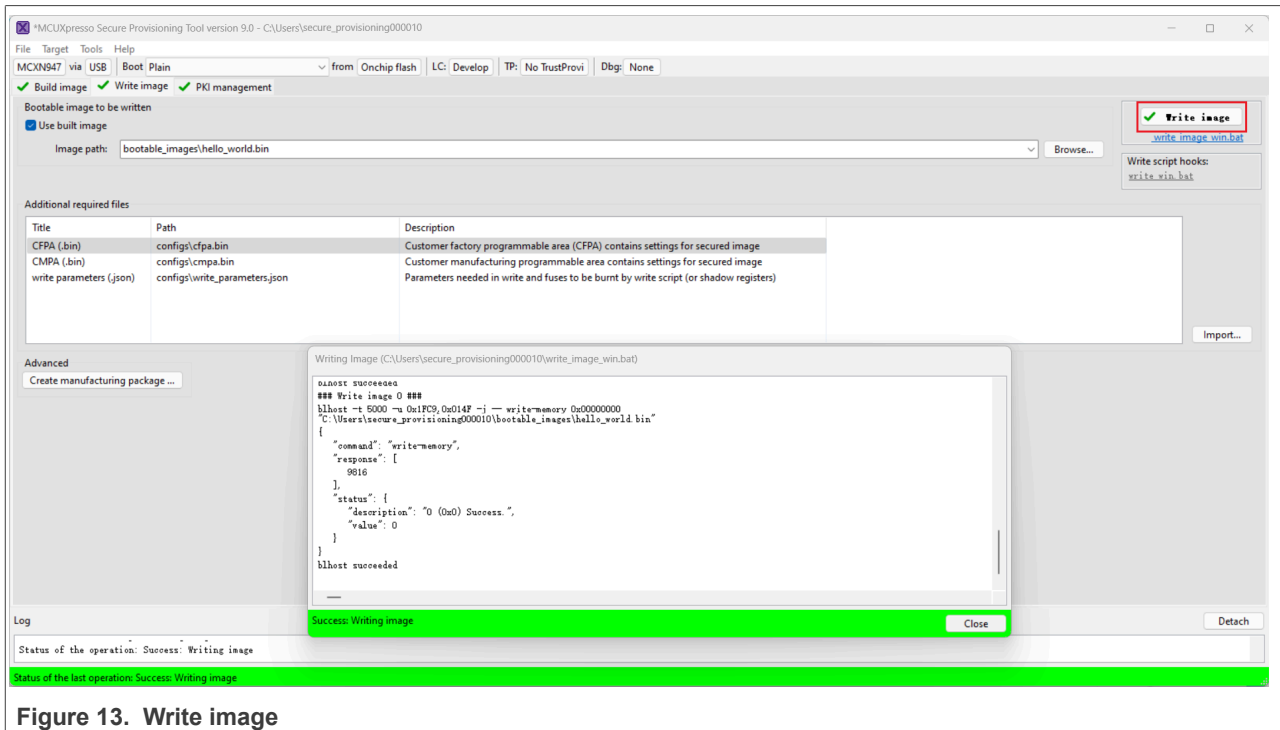 *MCUXpresso Secure Provisioning Tool version 9.0 - C:\Users\secure_provisioning000010
File Target Tools Help
MCXN947 via USB Boot Plain from Onchip flash LC: Develop TP: No TrustProvi Dbg: None
Build image Write image PKI management
Bootable image to be written
Use built image
Image path: bootable_images\hello_world.bin Browse...
Write image
write_image_win.bat
Write script hooks:
write_win.bat
Additional required files
Title Path Description
CFPA (.bin) configs\cfpa.bin Customer factory programmable area (CFPA) contains settings for secured image
CMPA (.bin) configs\cmpa.bin Customer manufacturing programmable area contains settings for secured image
write parameters (.json) configs\write_parameters.json Parameters needed in write and fuses to be burnt by write script (or shadow registers)
Import...
Advanced
Create manufacturing package ...
Writing Image (C:\Users\secure_provisioning000010\write_image_win.bat)
blhost succeeded
### Write image 0 ###
blhost -t 5000 -u 0x1FC9,0x014F -j -- write-memory 0x00000000
"C:\Users\secure_provisioning000010\bootable_images\hello_world.bin"
{
"command": "write-memory",
"response": [
9816
],
"status": {
"description": "0 (0x0) Success.",
"value": 0
}
}
blhost succeeded
Success: Writing image Close
Log Detach
Status of the operation: Success: Writing image
Status of the last operation: Success: Writing image
Figure 13. Write image